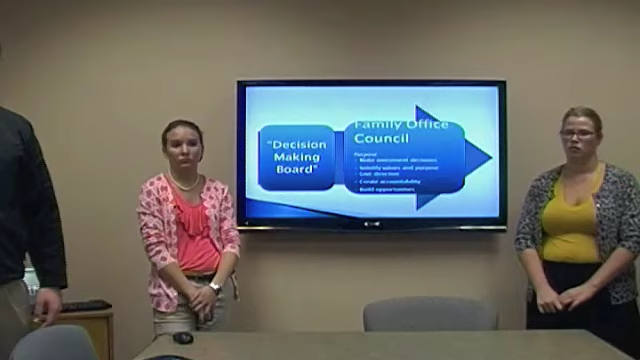 "Decision
Making
Board"
Family Office
Council
Purpose
Make investment decisions
Identify values and purpose
Give direction
Create accountability
Build opportunities